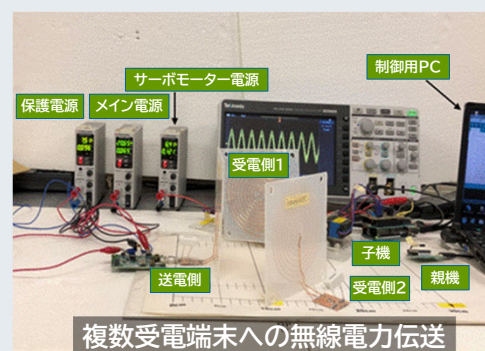 制御用PC
サーボモーター電源
保護電源
メイン電源
Tektronix
受電側1
子機
送電側
受電側2
親機
複数受電端末への無線電力伝送